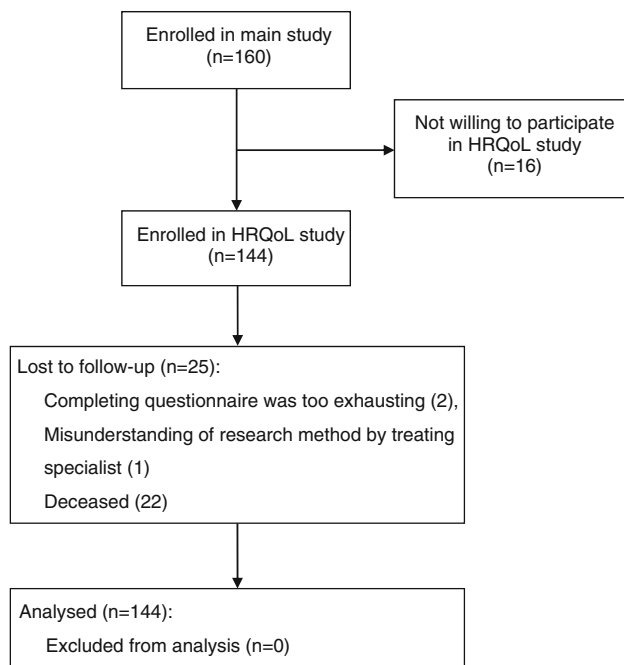 Enrolled in main study
(n=160)
Not willing to participate
in HRQoL study
(n=16)
Enrolled in HRQoL study
(n=144)
Lost to follow-up (n=25):
Completing questionnaire was too exhausting (2),
Misunderstanding of research method by treating
specialist (1)
Deceased (22)
Analysed (n=144):
Excluded from analysis (n=0)